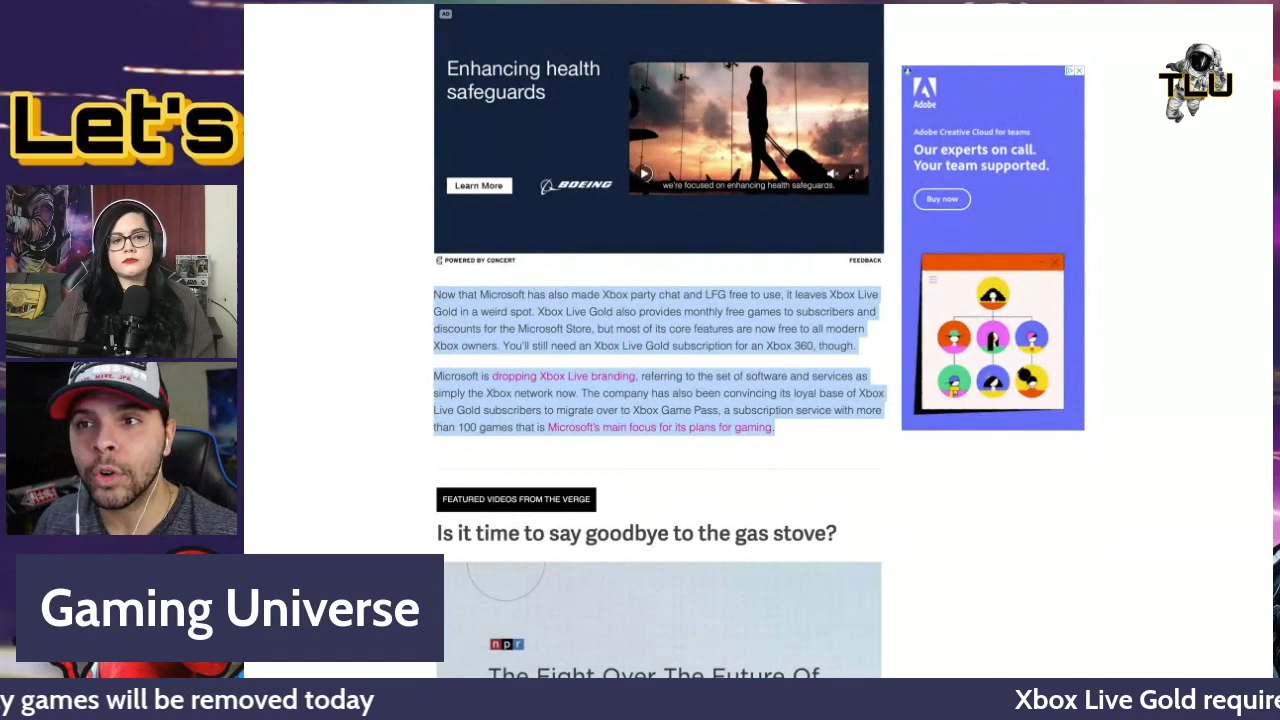 Let's
AD
Enhancing health
safeguards
Learn More
BOEING
we're focused on enhancing health safeguards.
POWERED BY CONCERT
FEEDBACK
Adobe
Adobe Creative Cloud for teams
Our experts on call.
Your team supported.
Buy now
TLU
Now that Microsoft has also made Xbox party chat and LFG free to use, it leaves Xbox Live
Gold in a weird spot. Xbox Live Gold also provides monthly free games to subscribers and
discounts for the Microsoft Store, but most of its core features are now free to all modern
Xbox owners. You'll still need an Xbox Live Gold subscription for an Xbox 360, though.
Microsoft is dropping Xbox Live branding, referring to the set of software and services as
simply the Xbox network now. The company has also been convincing its loyal base of Xbox
Live Gold subscribers to migrate over to Xbox Game Pass, a subscription service with more
than 100 games that is Microsoft's main focus for its plans for gaming.
FEATURED VIDEOS FROM THE VERGE
Is it time to say goodbye to the gas stove?
npr
The Fight Over The Future Of
Gaming Universe
y games will be removed today
Xbox Live Gold require